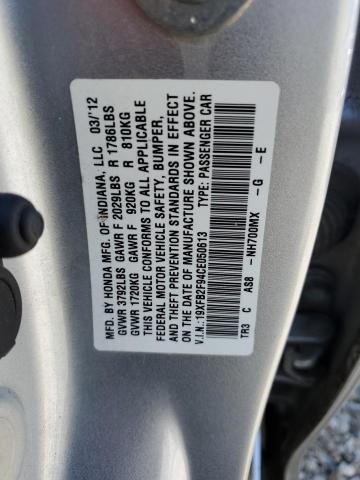 MFD. BY HONDA MFG. OF INDIANA, LLC 03/'12
GVWR 3792LBS GAWR F 2029LBS R 1786LBS
GVWR 1720KG GAWR F 920KG R 810KG
THIS VEHICLE CONFORMS TO ALL APPLICABLE
FEDERAL MOTOR VEHICLE SAFETY, BUMPER,
AND THEFT PREVENTION STANDARDS IN EFFECT
ON THE DATE OF MANUFACTURE SHOWN ABOVE.
V.I.N.: 19XFB2F94CE050613 TYPE: PASSENGER CAR
TR3 C AS8 - NH700MX - G - E